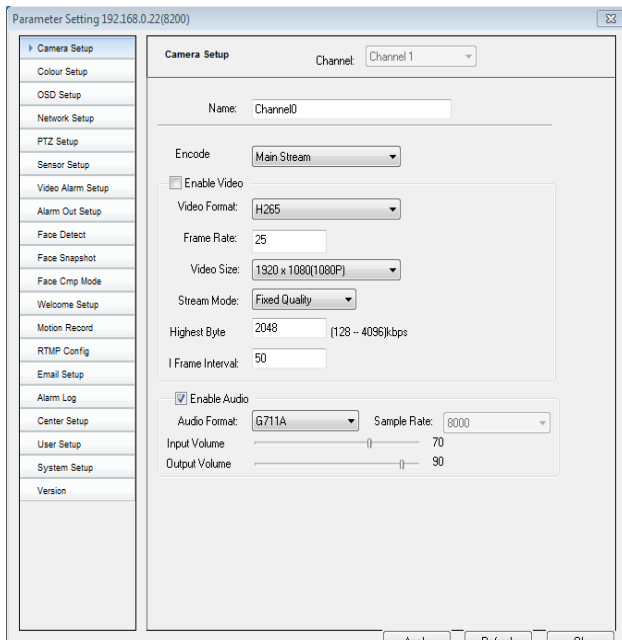 Parameter Setting 192.168.0.22(8200)
Camera Setup
Colour Setup
OSD Setup
Network Setup
PTZ Setup
Sensor Setup
Video Alarm Setup
Alarm Out Setup
Face Detect
Face Snapshot
Face Cmp Mode
Welcome Setup
Motion Record
RTMP Config
Email Setup
Alarm Log
Center Setup
User Setup
System Setup
Version
Camera Setup Channel: Channel 1
Name: Channel0
Encode Main Stream
Enable Video
Video Format: H265
Frame Rate: 25
Video Size: 1920 x 1080(1080P)
Stream Mode: Fixed Quality
Highest Byte 2048 (128 -- 4096)kbps
I Frame Interval: 50
Enable Audio
Audio Format: G711A Sample Rate: 8000
Input Volume 70
Output Volume 90